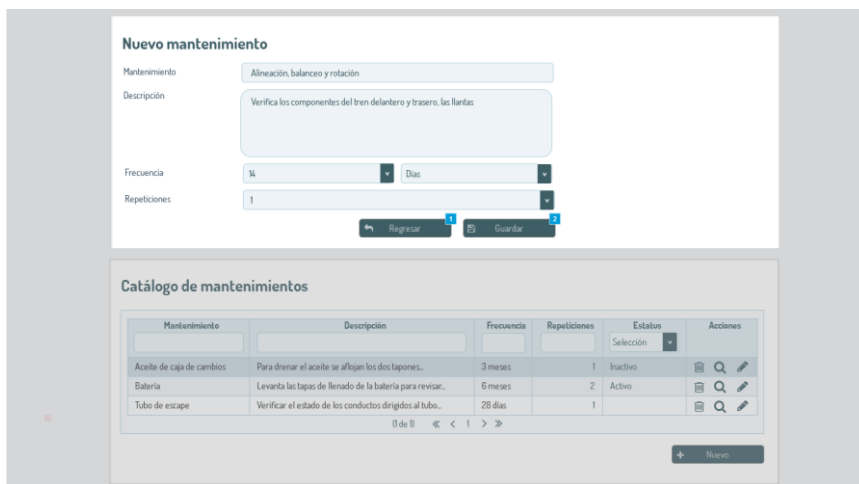 Nuevo mantenimiento
Mantenimiento Alineación, balanceo y rotación
Descripción Verifica los componentes del tren delantero y trasero, las llantas
Frecuencia 14 Días
Repeticiones 1
1 2
Regresar Guardar
Catálogo de mantenimientos
Mantenimiento Descripción Frecuencia Repeticiones Estatus Acciones
Selección
Aceite de caja de cambios Para drenar el aceite se aflojan los dos tapones... 3 meses 1 Inactivo
Batería Levanta las tapas de llenado de la batería para revisar... 6 meses 2 Activo
Tubo de escape Verificar el estado de los conductos dirigidos al tubo... 28 días 1
0 de 0 « < 1 > »
+ Nuevo